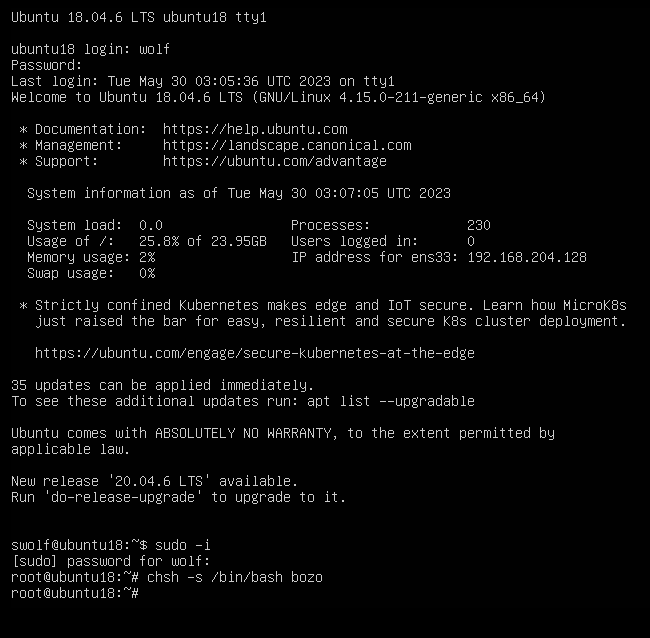 Ubuntu 18.04.6 LTS ubuntu18 tty1
ubuntu18 login: wolf
Password:
Last login: Tue May 30 03:05:36 UTC 2023 on tty1
Welcome to Ubuntu 18.04.6 LTS (GNU/Linux 4.15.0-211-generic x86_64)
* Documentation:  https://help.ubuntu.com
* Management:     https://landscape.canonical.com
* Support:        https://ubuntu.com/advantage
System information as of Tue May 30 03:07:05 UTC 2023
System load:  0.0                Processes:            230
Usage of /:   25.8% of 23.95GB   Users logged in:      0
Memory usage: 2%                 IP address for ens33: 192.168.204.128
Swap usage:   0%
* Strictly confined Kubernetes makes edge and IoT secure. Learn how MicroK8s
just raised the bar for easy, resilient and secure K8s cluster deployment.
https://ubuntu.com/engage/secure-kubernetes-at-the-edge
35 updates can be applied immediately.
To see these additional updates run: apt list --upgradable
Ubuntu comes with ABSOLUTELY NO WARRANTY, to the extent permitted by
applicable law.
New release '20.04.6 LTS' available.
Run 'do-release-upgrade' to upgrade to it.
swolf@ubuntu18:~$ sudo -i
[sudo] password for wolf:
root@ubuntu18:~# chsh -s /bin/bash bozo
root@ubuntu18:~#